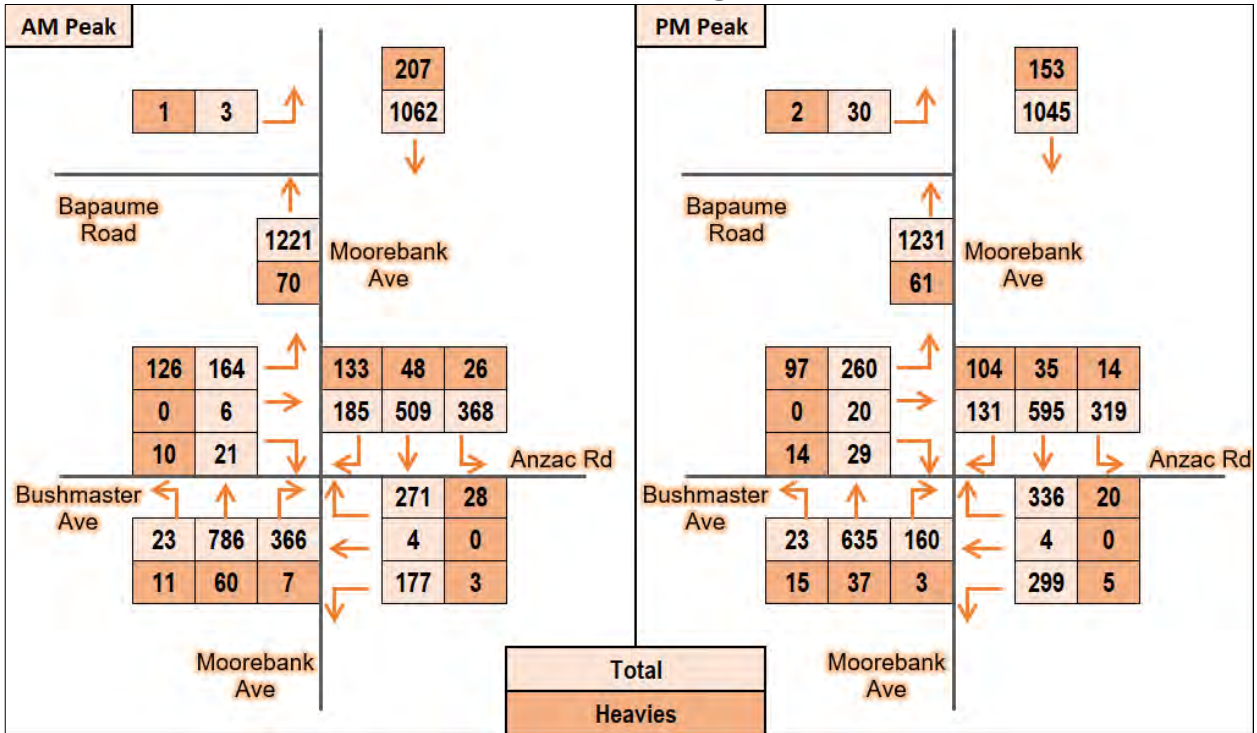 AM Peak
207
1062
1 3
Bapaume
Road
1221
70
Moorebank
Ave
126 164
0 6
10 21
133 48 26
185 509 368
Anzac Rd
Bushmaster
Ave
23 786 366
11 60 7
271 28
4 0
177 3
Moorebank
Ave
PM Peak
153
1045
2 30
Bapaume
Road
1231
61
Moorebank
Ave
97 260
0 20
14 29
104 35 14
131 595 319
Anzac Rd
Bushmaster
Ave
23 635 160
15 37 3
336 20
4 0
299 5
Moorebank
Ave
Total
Heavies